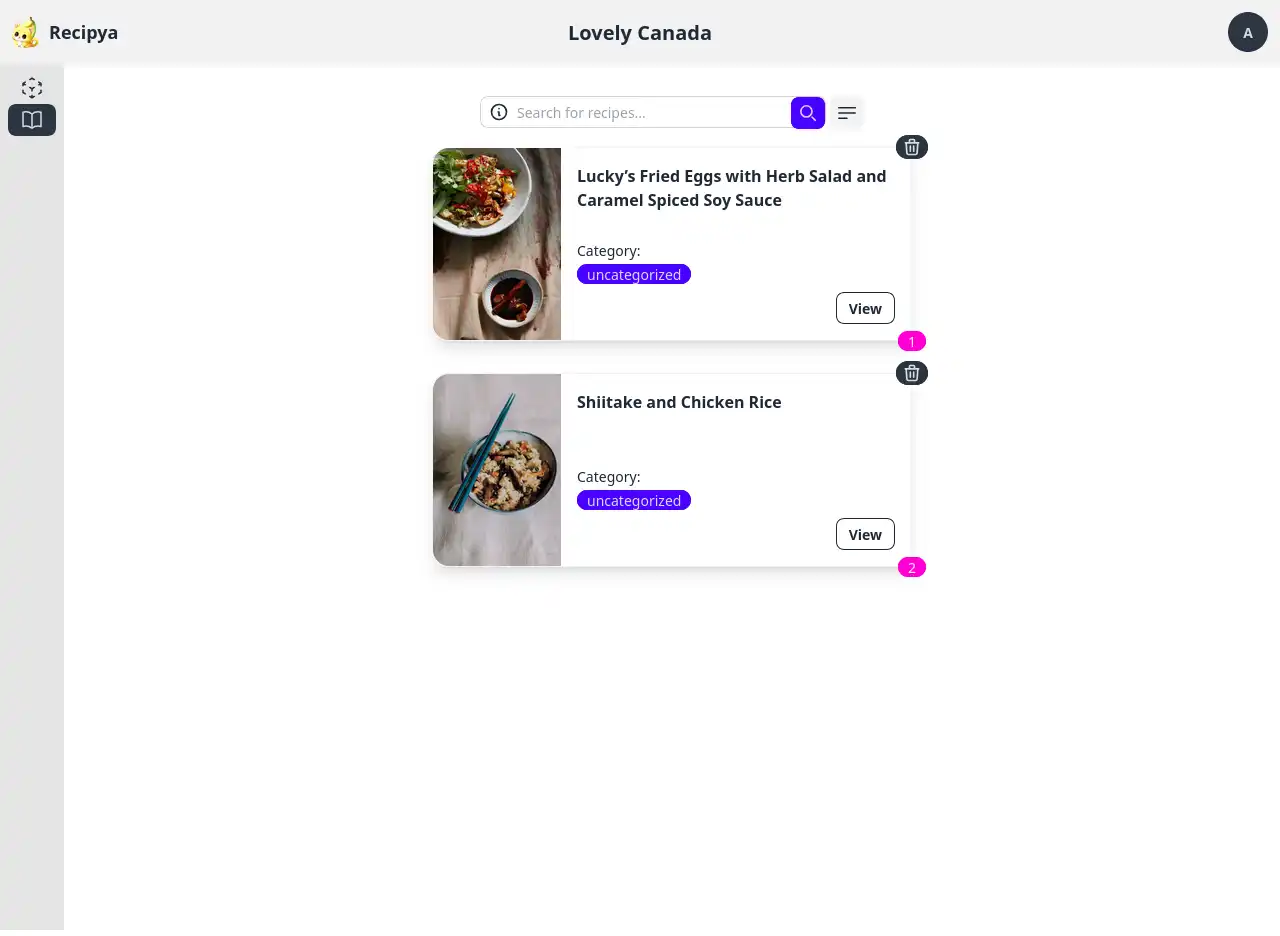 Recipya
Lovely Canada
A
Search for recipes...
Lucky’s Fried Eggs with Herb Salad and
Caramel Spiced Soy Sauce
Category:
uncategorized
View
1
Shiitake and Chicken Rice
Category:
uncategorized
View
2